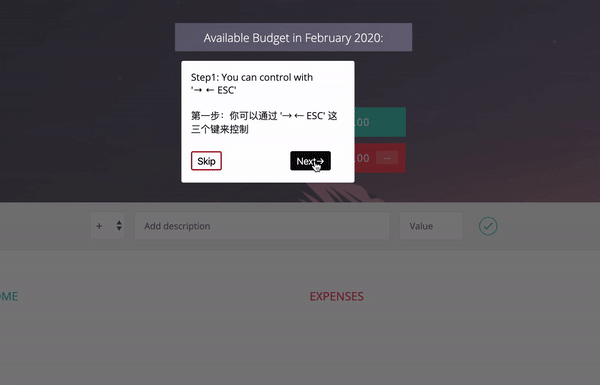 Available Budget in February 2020:
Step1: You can control with
'→ ← ESC'
第一步：你可以通过 '→ ← ESC' 这
三个键来控制
.00
Skip
Next→
.00
--
+
Add description
Value
OME
EXPENSES